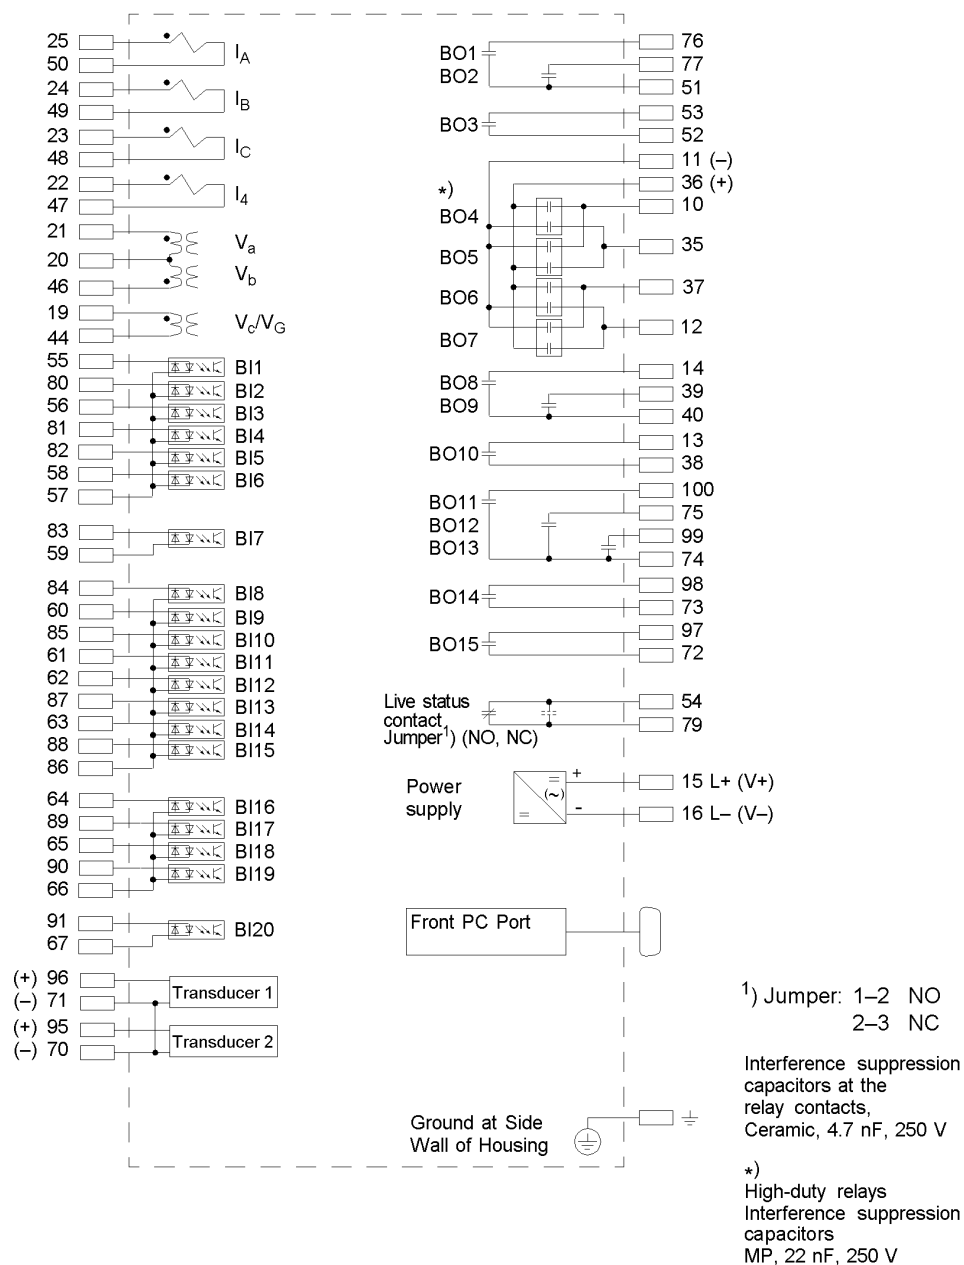 25
50
I_A
24
49
I_B
23
48
I_C
22
47
I_4
21
20
46
V_a
V_b
19
44
V_c/V_G
55 BI1
80 BI2
56 BI3
81 BI4
82 BI5
58 BI6
57
83 BI7
59
84 BI8
60 BI9
85 BI10
61 BI11
62 BI12
87 BI13
63 BI14
88 BI15
86
64 BI16
89 BI17
65 BI18
90 BI19
66
91 BI20
67
(+) 96
(–) 71
Transducer 1
(+) 95
(–) 70
Transducer 2
BO1 76
BO2 77
51
BO3 53
52
11 (–)
36 (+)
*)
BO4 10
BO5 35
BO6 37
BO7 12
BO8 14
BO9 39
40
BO10 13
38
BO11 100
BO12 75
BO13 99
74
BO14 98
73
BO15 97
72
Live status
contact
Jumper¹) (NO, NC)
54
79
Power
supply
+
=
(~)
=
-
15 L+ (V+)
16 L– (V–)
Front PC Port
Ground at Side
Wall of Housing
¹) Jumper: 1–2 NO
2–3 NC
Interference suppression
capacitors at the
relay contacts,
Ceramic, 4.7 nF, 250 V
*)
High-duty relays
Interference suppression
capacitors
MP, 22 nF, 250 V